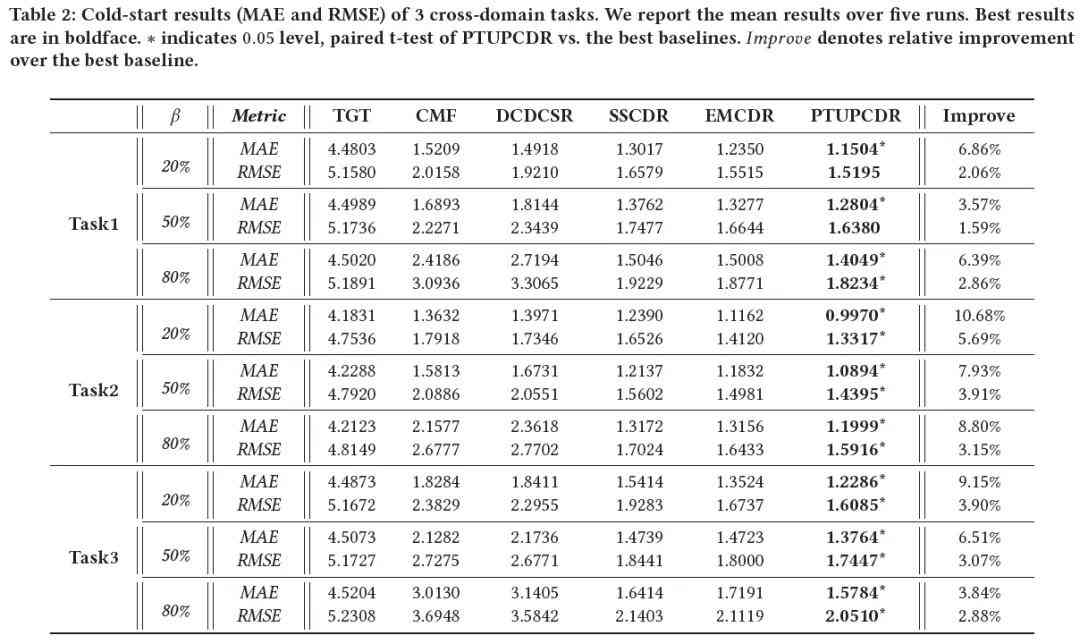 Table 2: Cold-start results (MAE and RMSE) of 3 cross-domain tasks. We report the mean results over five runs. Best results
are in boldface. * indicates 0.05 level, paired t-test of PTUPCDR vs. the best baselines. Improve denotes relative improvement
over the best baseline.
β Metric TGT CMF DCDCSR SSCDR EMCDR PTUPCDR Improve
Task1 20% MAE 4.4803 1.5209 1.4918 1.3017 1.2350 1.1504* 6.86%
RMSE 5.1580 2.0158 1.9210 1.6579 1.5515 1.5195 2.06%
50% MAE 4.4989 1.6893 1.8144 1.3762 1.3277 1.2804* 3.57%
RMSE 5.1736 2.2271 2.3439 1.7477 1.6644 1.6380 1.59%
80% MAE 4.5020 2.4186 2.7194 1.5046 1.5008 1.4049* 6.39%
RMSE 5.1891 3.0936 3.3065 1.9229 1.8771 1.8234* 2.86%
Task2 20% MAE 4.1831 1.3632 1.3971 1.2390 1.1162 0.9970* 10.68%
RMSE 4.7536 1.7918 1.7346 1.6526 1.4120 1.3317* 5.69%
50% MAE 4.2288 1.5813 1.6731 1.2137 1.1832 1.0894* 7.93%
RMSE 4.7920 2.0886 2.0551 1.5602 1.4981 1.4395* 3.91%
80% MAE 4.2123 2.1577 2.3618 1.3172 1.3156 1.1999* 8.80%
RMSE 4.8149 2.6777 2.7702 1.7024 1.6433 1.5916* 3.15%
Task3 20% MAE 4.4873 1.8284 1.8411 1.5414 1.3524 1.2286* 9.15%
RMSE 5.1672 2.3829 2.2955 1.9283 1.6737 1.6085* 3.90%
50% MAE 4.5073 2.1282 2.1736 1.4739 1.4723 1.3764* 6.51%
RMSE 5.1727 2.7275 2.6771 1.8441 1.8000 1.7447* 3.07%
80% MAE 4.5204 3.0130 3.1405 1.6414 1.7191 1.5784* 3.84%
RMSE 5.2308 3.6948 3.5842 2.1403 2.1119 2.0510* 2.88%